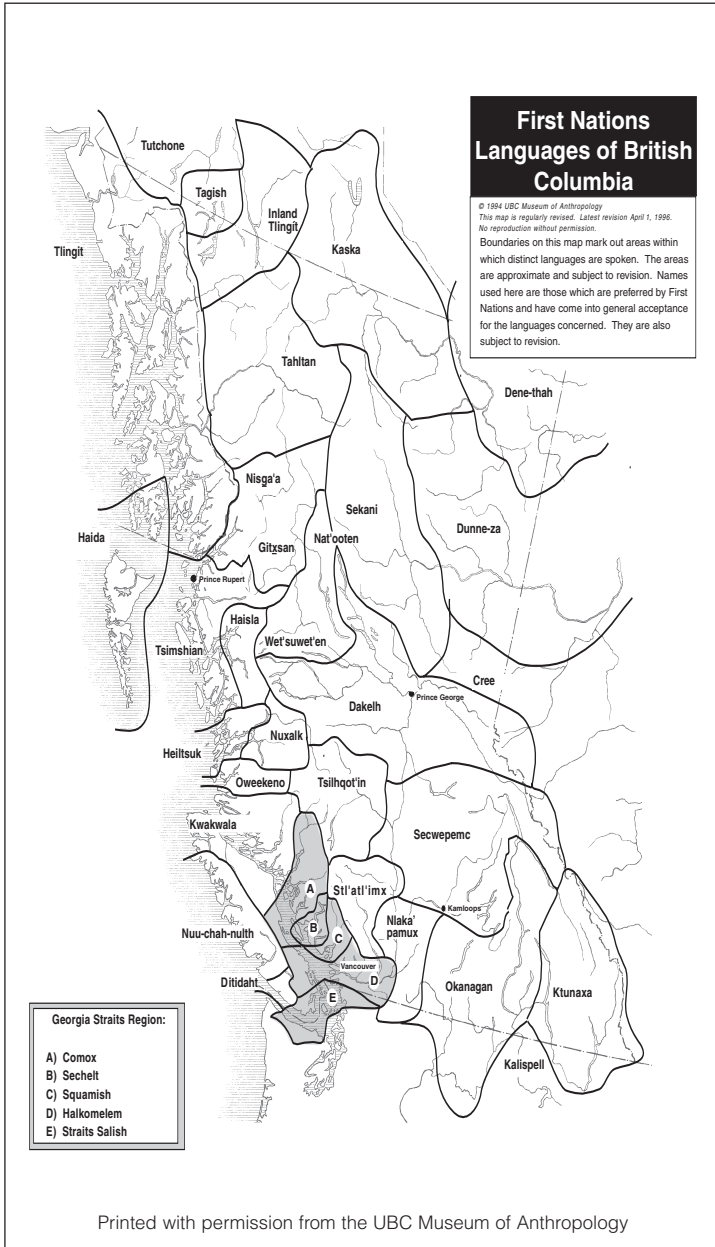 First Nations
Languages of British
Columbia
© 1994 UBC Museum of Anthropology
This map is regularly revised. Latest revision April 1, 1996.
No reproduction without permission.
Boundaries on this map mark out areas within
which distinct languages are spoken. The areas
are approximate and subject to revision. Names
used here are those which are preferred by First
Nations and have come into general acceptance
for the languages concerned. They are also
subject to revision.
Tutchone
Tagish
Inland
Tlingít
Tlingit
Kaska
Tahltan
Dene-thah
Nisg̲a'a
Sekani
Dunne-za
Haida
Gitx̲san
Nat'ooten
Prince Rupert
Haisla
Tsimshian
Wet'suwet'en
Cree
Dakelh
Prince George
Nuxalk
Heiltsuk
Oweekeno
Tsilhqot'in
Kwakwala
Secwepemc
A
Stl'atl'imx
Kamloops
Nlaka'
pamux
B
C
Nuu-chah-nulth
Vancouver
D
Ditidaht
E
Okanagan
Ktunaxa
Kalispell
Georgia Straits Region:
A) Comox
B) Sechelt
C) Squamish
D) Halkomelem
E) Straits Salish
Printed with permission from the UBC Museum of Anthropology